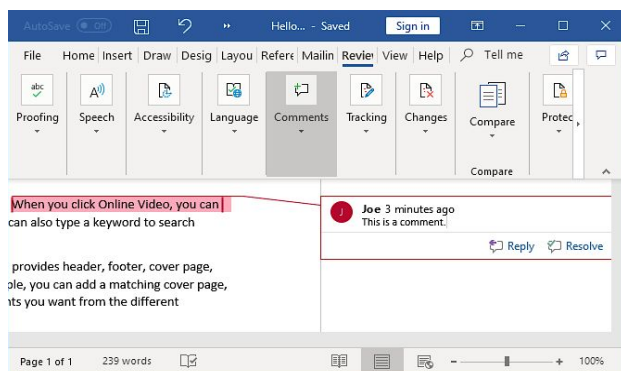 AutoSave Off Hello... - Saved Sign in
File Home Insert Draw Desig Layou Refere Mailin Review View Help Tell me
abc A
Proofing Speech Accessibility Language Comments Tracking Changes Compare Protec
Compare
When you click Online Video, you can
can also type a keyword to search
provides header, footer, cover page,
ple, you can add a matching cover page,
nts you want from the different
J Joe 3 minutes ago
This is a comment.
Reply Resolve
Page 1 of 1 239 words 100%